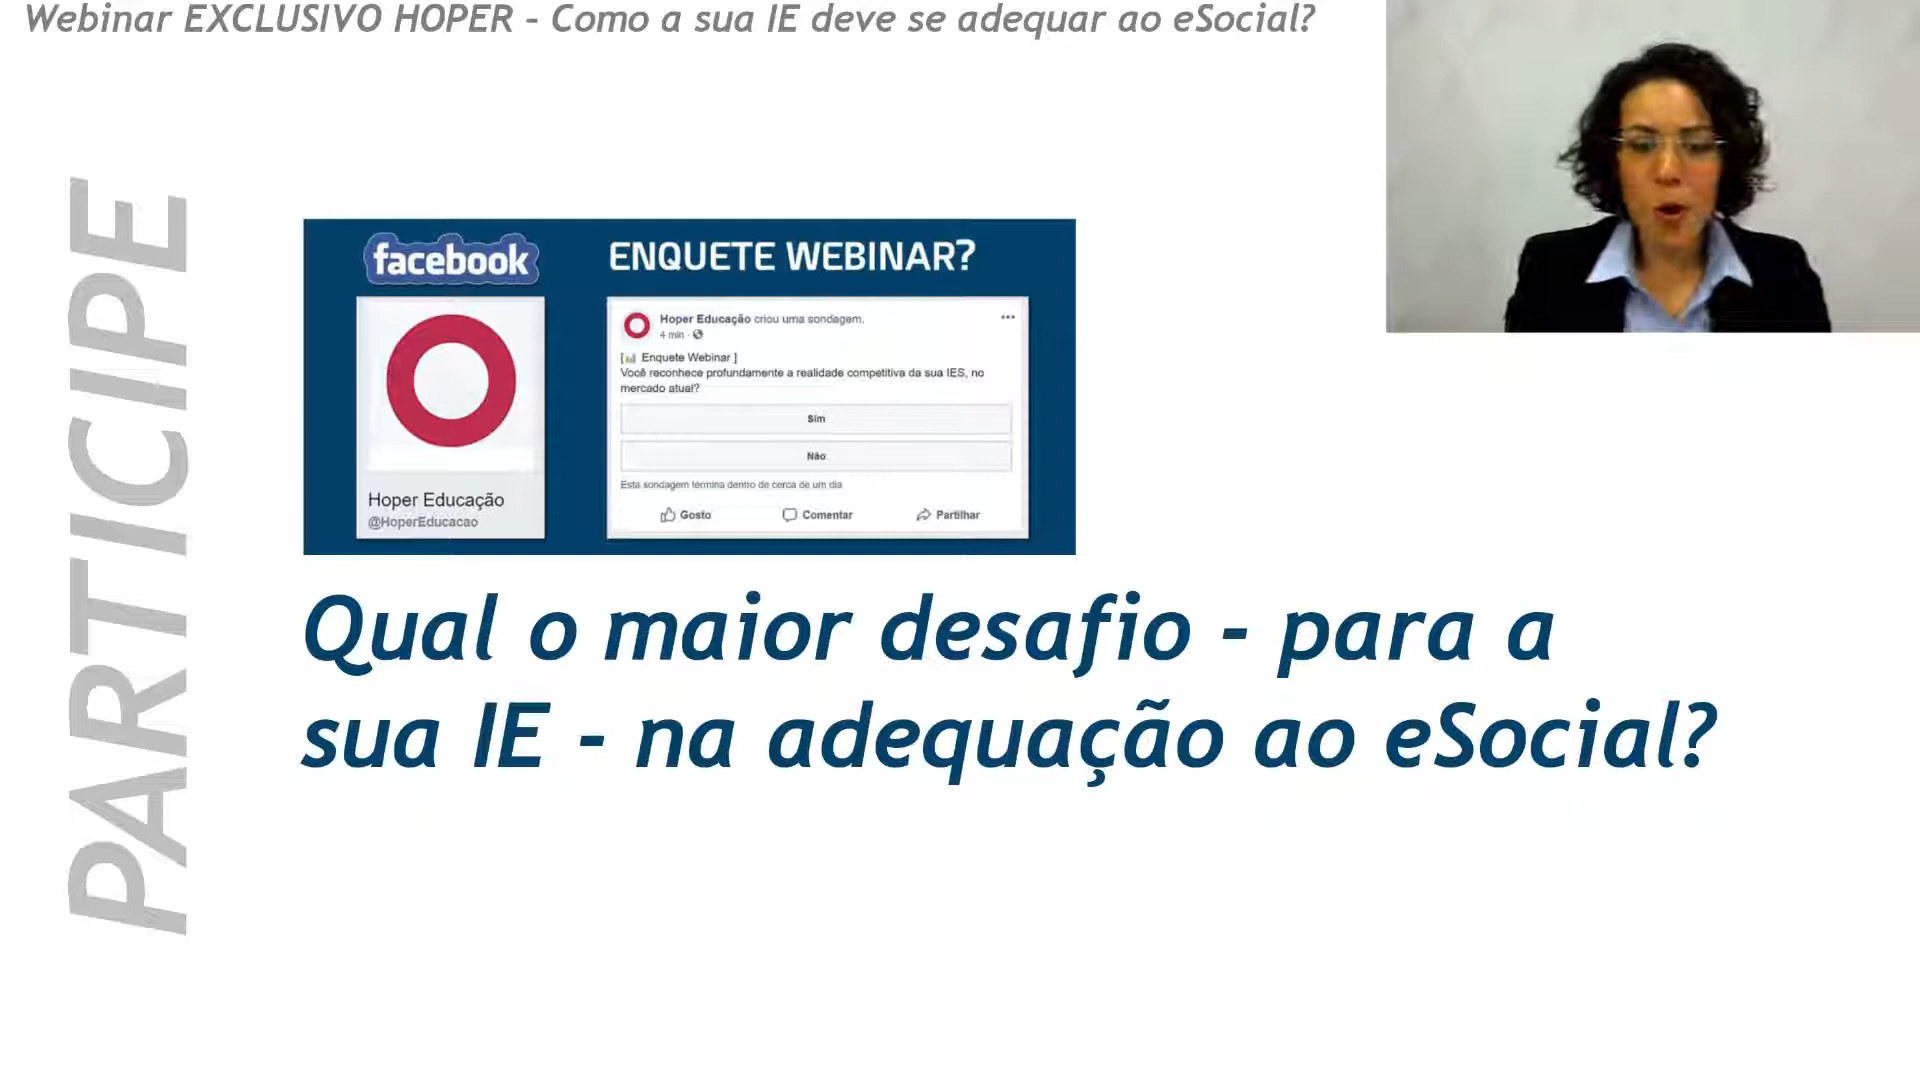 Webinar EXCLUSIVO HOPER – Como a sua IE deve se adequar ao eSocial?
PARTICIPE
facebook
ENQUETE WEBINAR?
Hoper Educação
@HoperEducacao
Hoper Educação criou uma sondagem.
4 min ·
[ Enquete Webinar ]
Você reconhece profundamente a realidade competitiva da sua IES, no
mercado atual?
Sim
Não
Esta sondagem termina dentro de cerca de um dia
Gosto Comentar Partilhar
Qual o maior desafio - para a
sua IE - na adequação ao eSocial?